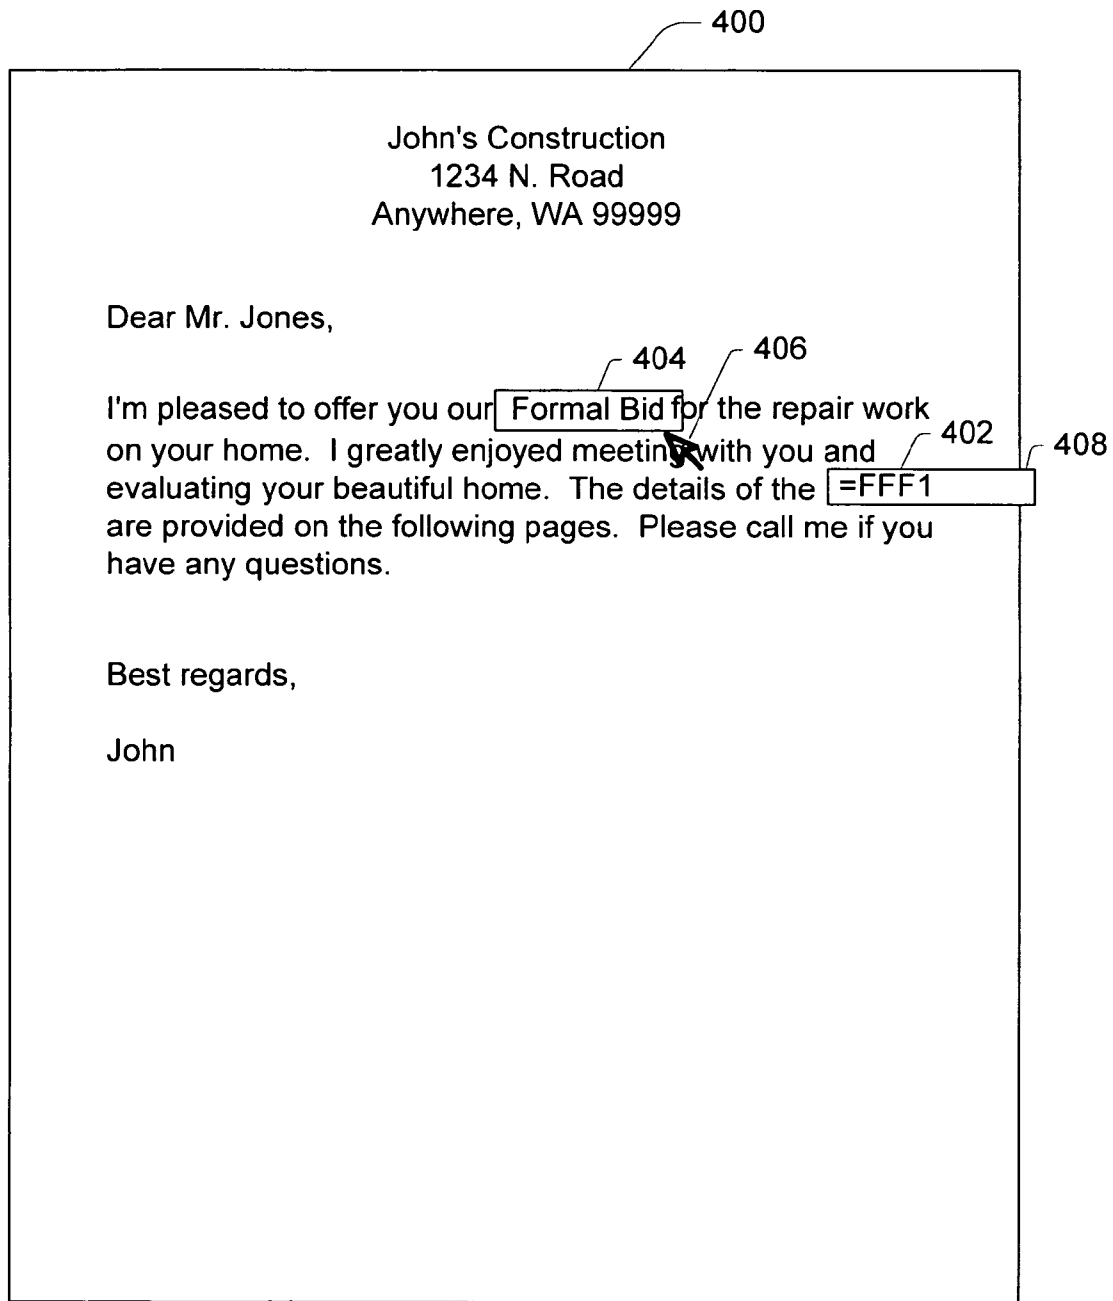 400
John's Construction
1234 N. Road
Anywhere, WA 99999
Dear Mr. Jones,
404 406
I'm pleased to offer you our Formal Bid for the repair work
402 408
on your home. I greatly enjoyed meeting with you and
evaluating your beautiful home. The details of the =FFF1
are provided on the following pages. Please call me if you
have any questions.
Best regards,
John